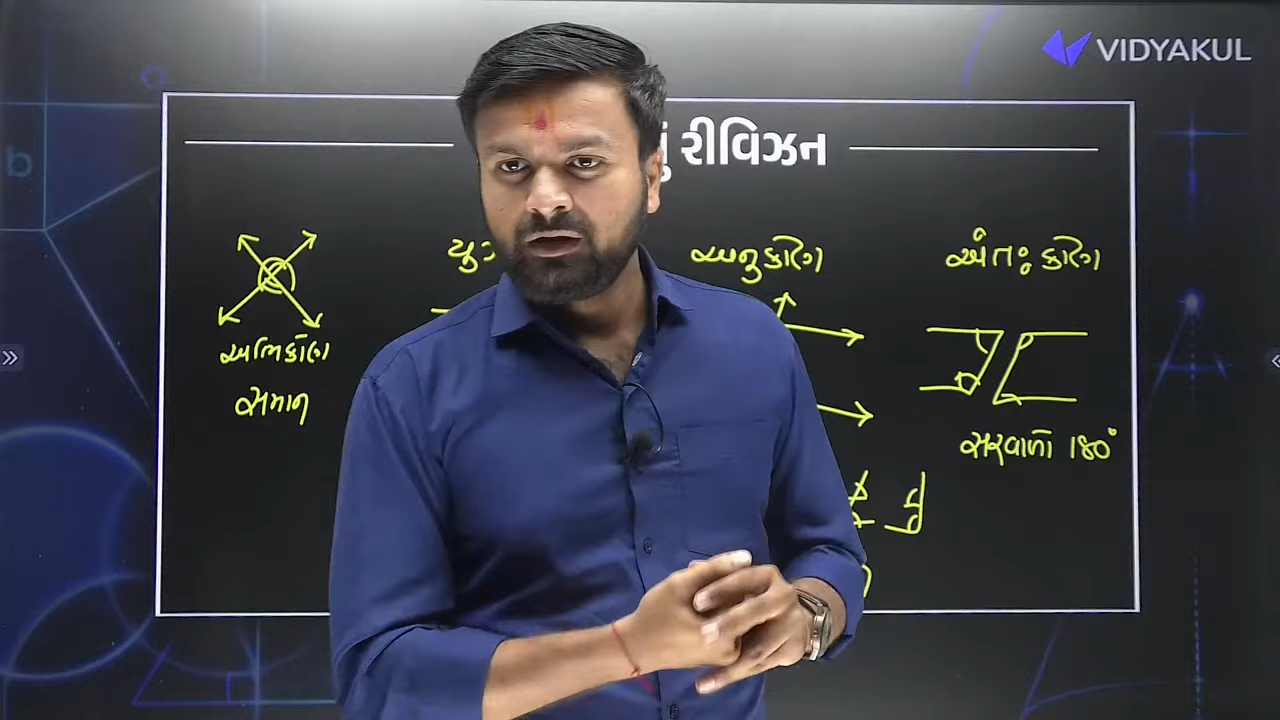 VIDYAKUL
રીવિઝન
અનુકોણ
અંતઃકોણ
અભિકોણ
સમાન
સરવાળો 180°